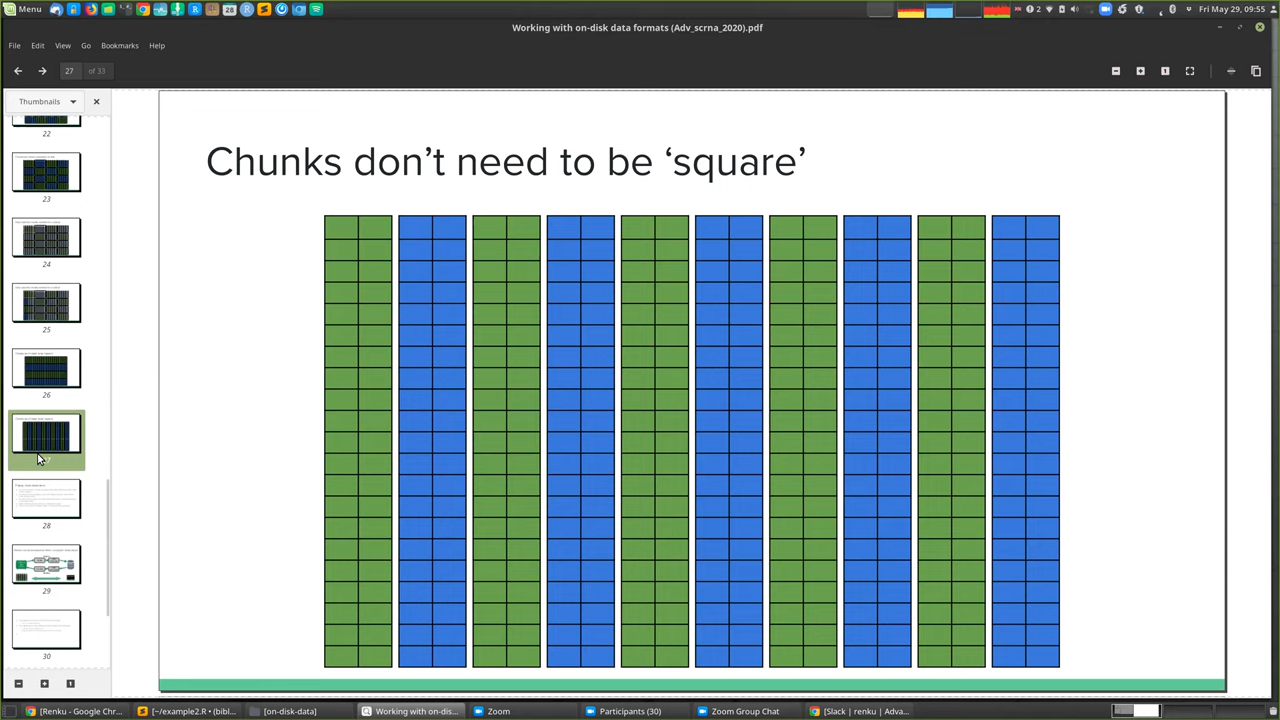 Menu
28
2
Fri May 29, 09:55
Working with on-disk data formats (Adv_scrna_2020).pdf
File Edit View Go Bookmarks Help
27 of 33
Thumbnails
22
23
24
25
26
27
28
29
30
Chunks don't need to be 'square'
[Renku - Google Chr...
[~/example2.R • (bibl...
[on-disk-data]
Working with on-disc...
Zoom
Participants (30)
Zoom Group Chat
[Slack | renku | Adva...